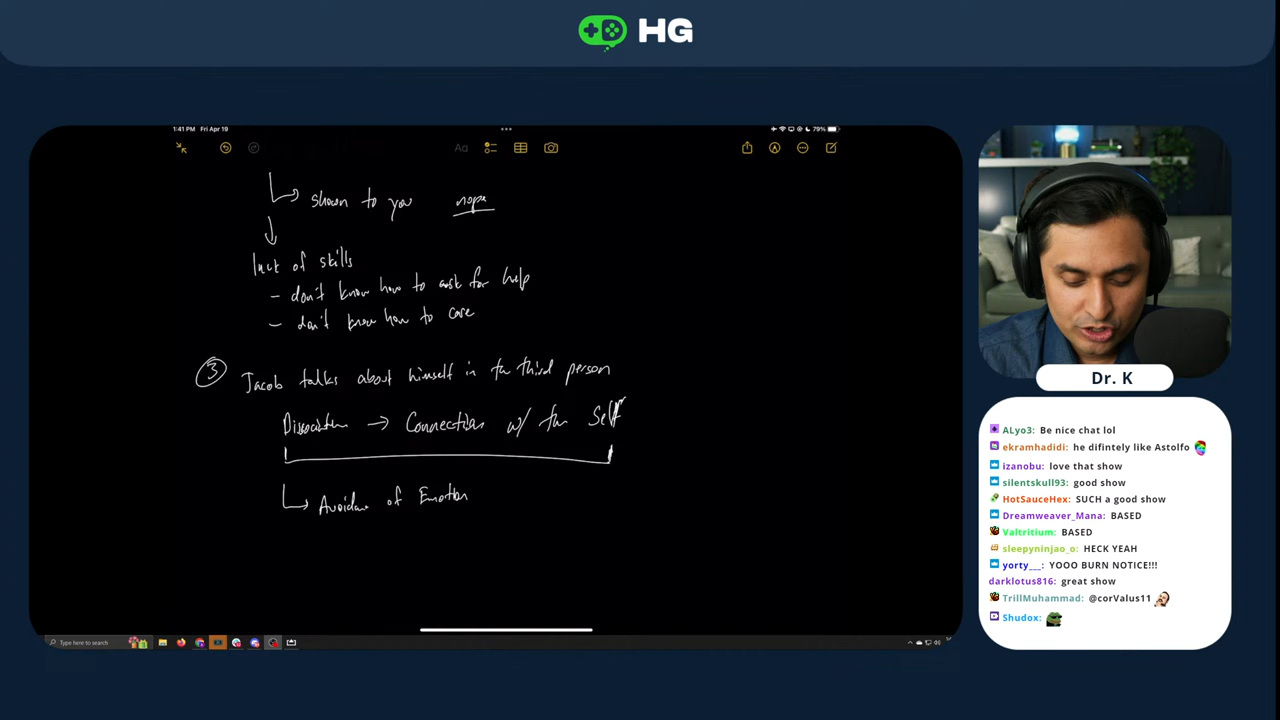 HG
1:41 PM Fri Apr 19
79%
Aa
shown to you nope
lack of skills
- don't know how to ask for help
- don't know how to care
③ Jacob talks about himself in the third person
Dissociation → Connection w/ the Self
Avoidance of Emotion
Type here to search
Dr. K
ALyo3: Be nice chat lol
ekramhadidi: he difintely like Astolfo
izanobu: love that show
silentskull93: good show
HotSauceHex: SUCH a good show
Dreamweaver_Mana: BASED
Valtritium: BASED
sleepyninjao_o: HECK YEAH
yorty___: YOOO BURN NOTICE!!!
darklotus816: great show
TrillMuhammad: @corValus11
Shudox: